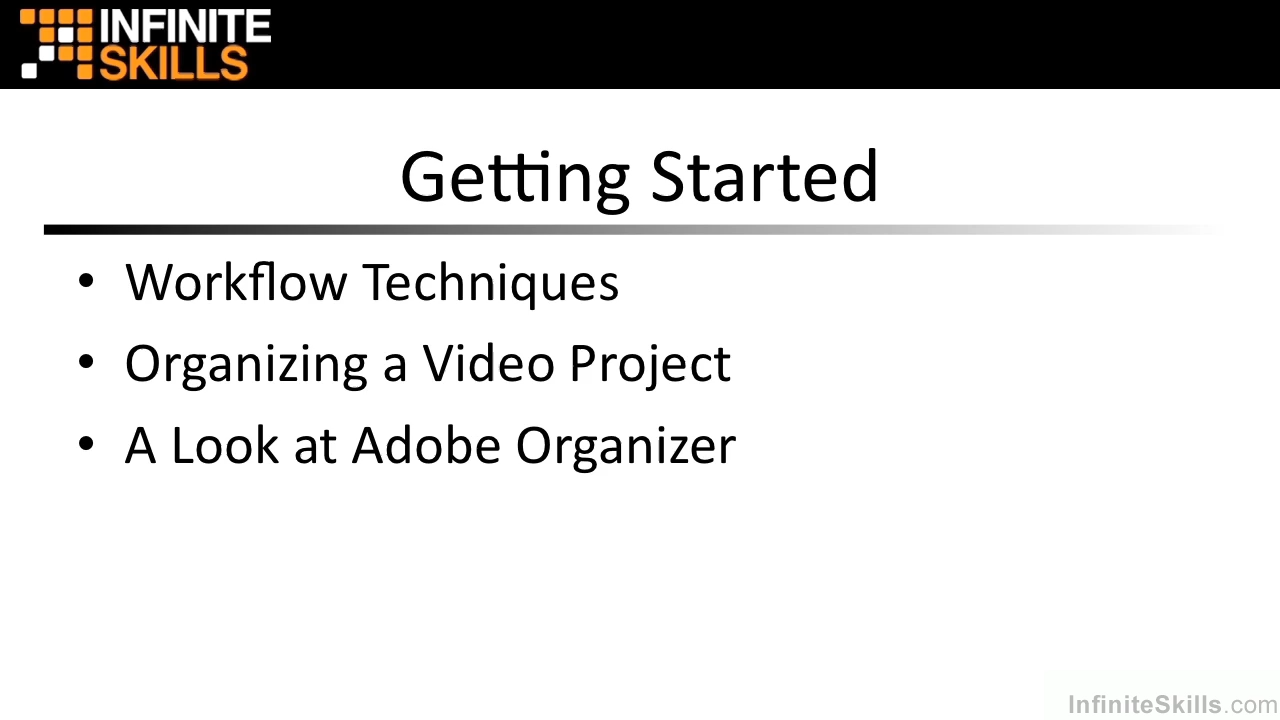 INFINITE
SKILLS
Getting Started
• Workflow Techniques
• Organizing a Video Project
• A Look at Adobe Organizer
InfiniteSkills.com